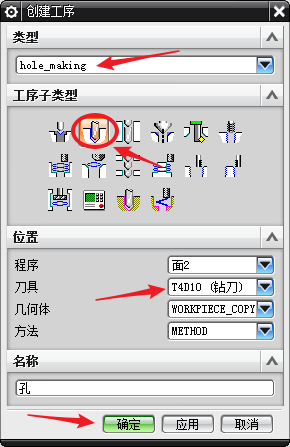 创建工序
类型
hole_making
工序子类型
位置
程序 面2
刀具 T4D10 (钻刀)
几何体 WORKPIECE_COPY
方法 METHOD
名称
孔
确定 应用 取消